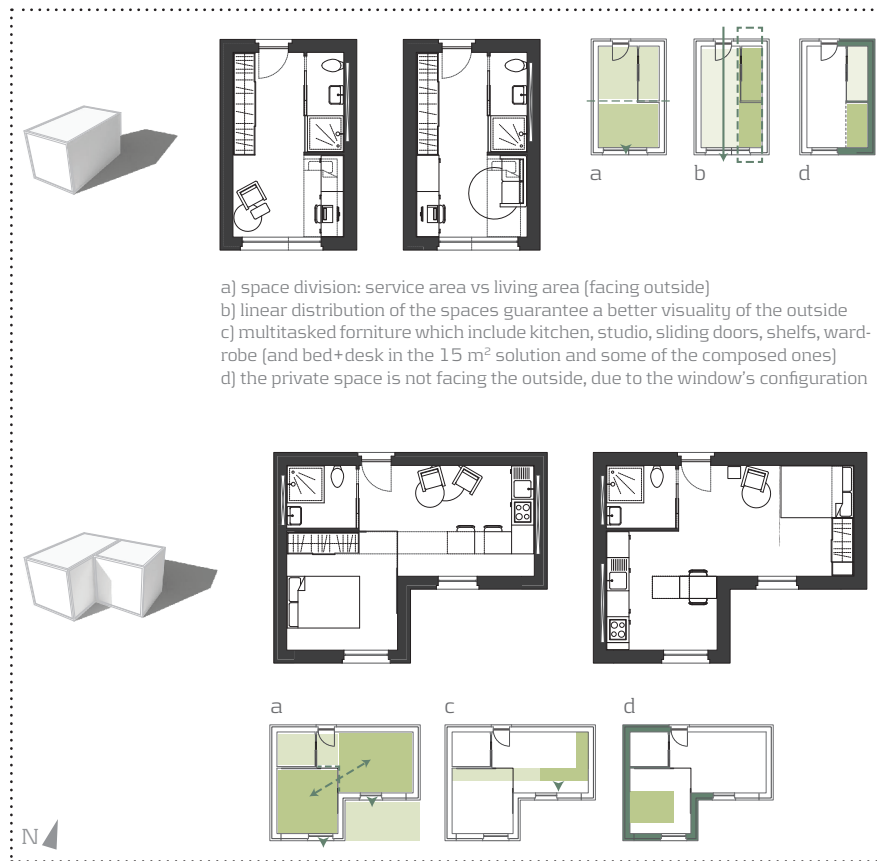 a
b
d
a) space division: service area vs living area (facing outside)
b) linear distribution of the spaces guarantee a better visuality of the outside
c) multitasked forniture which include kitchen, studio, sliding doors, shelfs, ward-
robe (and bed+desk in the 15 m² solution and some of the composed ones)
d) the private space is not facing the outside, due to the window's configuration
a
c
d
N